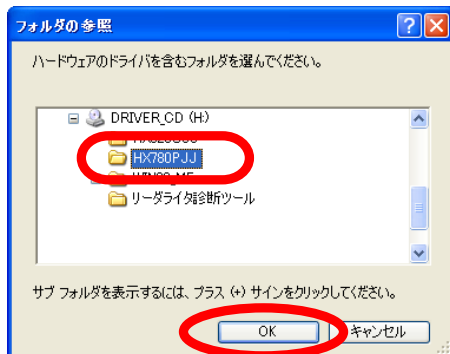 フォルダの参照
ハードウェアのドライバを含むフォルダを選んでください。
DRIVER_CD (H:)
HX780PJJ
リーダライタ診断ツール
サブ フォルダを表示するには、プラス (+) サインをクリックしてください。
OK
キャンセル